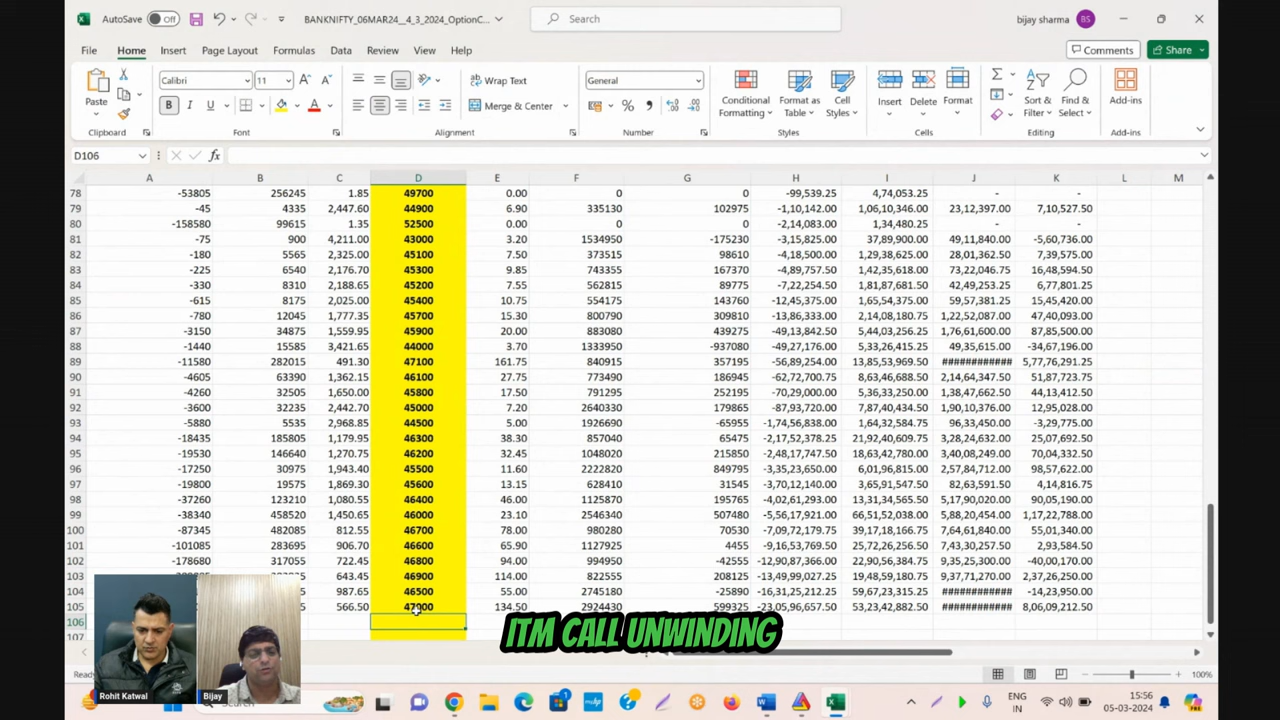 AutoSave Off BANKNIFTY_06MAR24__4_3_2024_OptionC... Search bijay sharma BS
File Home Insert Page Layout Formulas Data Review View Help Comments Share
Calibri 11 Wrap Text General
Paste B I U A Merge & Center % Conditional Formatting Format as Table Cell Styles Insert Delete Format Sort & Filter Find & Select Add-ins
Clipboard Font Alignment Number Styles Cells Editing Add-ins
D106 fx
A B C D E F G H I J K L M
78 -53805 256245 1.85 49700 0.00 0 0 -99,539.25 4,74,053.25 - -
79 -45 4335 2,447.60 44900 6.90 335130 102975 -1,10,142.00 1,06,10,346.00 23,12,397.00 7,10,527.50
80 -158580 99615 1.35 52500 0.00 0 0 -2,14,083.00 1,34,480.25 - -
81 -75 900 4,211.00 43000 3.20 1534950 -175230 -3,15,825.00 37,89,900.00 49,11,840.00 -5,60,736.00
82 -180 5565 2,325.00 45100 7.50 373515 98610 -4,18,500.00 1,29,38,625.00 28,01,362.50 7,39,575.00
83 -225 6540 2,176.70 45300 9.85 743355 167370 -4,89,757.50 1,42,35,618.00 73,22,046.75 16,48,594.50
84 -330 8310 2,188.65 45200 7.55 562815 89775 -7,22,254.50 1,81,87,681.50 42,49,253.25 6,77,801.25
85 -615 8175 2,025.00 45400 10.75 554175 143760 -12,45,375.00 1,65,54,375.00 59,57,381.25 15,45,420.00
86 -780 12045 1,777.35 45700 15.30 800790 309810 -13,86,333.00 2,14,08,180.75 1,22,52,087.00 47,40,093.00
87 -3150 34875 1,559.95 45900 20.00 883080 439275 -49,13,842.50 5,44,03,256.25 1,76,61,600.00 87,85,500.00
88 -1440 15585 3,421.65 44000 3.70 1333950 -937080 -49,27,176.00 5,33,26,415.25 49,35,615.00 -34,67,196.00
89 -11580 282015 491.30 47100 161.75 840915 357195 -56,89,254.00 13,85,53,969.50 ############ 5,77,76,291.25
90 -4605 63390 1,362.15 46100 27.75 773490 186945 -62,72,700.75 8,63,46,688.50 2,14,64,347.50 51,87,723.75
91 -4260 32505 1,650.00 45800 17.50 791295 252195 -70,29,000.00 5,36,33,250.00 1,38,47,662.50 44,13,412.50
92 -3600 32235 2,442.70 45000 7.20 2640330 179865 -87,93,720.00 7,87,40,434.50 1,90,10,376.00 12,95,028.00
93 -5880 5535 2,968.85 44500 5.00 1926690 -65955 -1,74,56,838.00 1,64,32,584.75 96,33,450.00 -3,29,775.00
94 -18435 185805 1,179.95 46300 38.30 857040 65475 -2,17,52,378.25 21,92,40,609.75 3,28,24,632.00 25,07,692.50
95 -19530 146640 1,270.75 46200 32.45 1048020 215850 -2,48,17,747.50 18,63,42,780.00 3,40,08,249.00 70,04,332.50
96 -17250 30975 1,943.40 45500 11.60 2222820 849795 -3,35,23,650.00 6,01,96,815.00 2,57,84,712.00 98,57,622.00
97 -19800 19575 1,869.30 45600 13.15 628410 31545 -3,70,12,140.00 3,65,91,547.50 82,63,591.50 4,14,816.75
98 -37260 123210 1,080.55 46400 46.00 1125870 195765 -4,02,61,293.00 13,31,34,565.50 5,17,90,020.00 90,05,190.00
99 -38340 458520 1,450.65 46000 23.10 2546340 507480 -5,56,17,921.00 66,51,52,038.00 5,88,20,454.00 1,17,22,788.00
100 -87345 482085 812.55 46700 78.00 980280 70530 -7,09,72,179.75 39,17,18,166.75 7,64,61,840.00 55,01,340.00
101 -101085 283695 906.70 46600 65.90 1127925 4455 -9,16,53,769.50 25,72,26,256.50 7,43,30,257.50 2,93,584.50
102 -178680 317055 722.45 46800 94.00 994950 -42555 -12,90,87,366.00 22,90,56,384.75 9,35,25,300.00 -40,00,170.00
103 643.45 46900 114.00 822555 208125 -13,49,99,027.25 19,48,59,180.75 9,37,71,270.00 2,37,26,250.00
104 987.65 46500 55.00 2745180 -25890 -16,31,25,212.25 59,67,23,315.25 ############ -14,23,950.00
105 566.50 47000 134.50 2924430 599325 -23,05,96,657.50 53,23,42,882.50 ############ 8,06,09,212.50
106
107
ITM CALL UNWINDING
Rohit Katwal Bijay
100%
ENG IN 15:56 05-03-2024